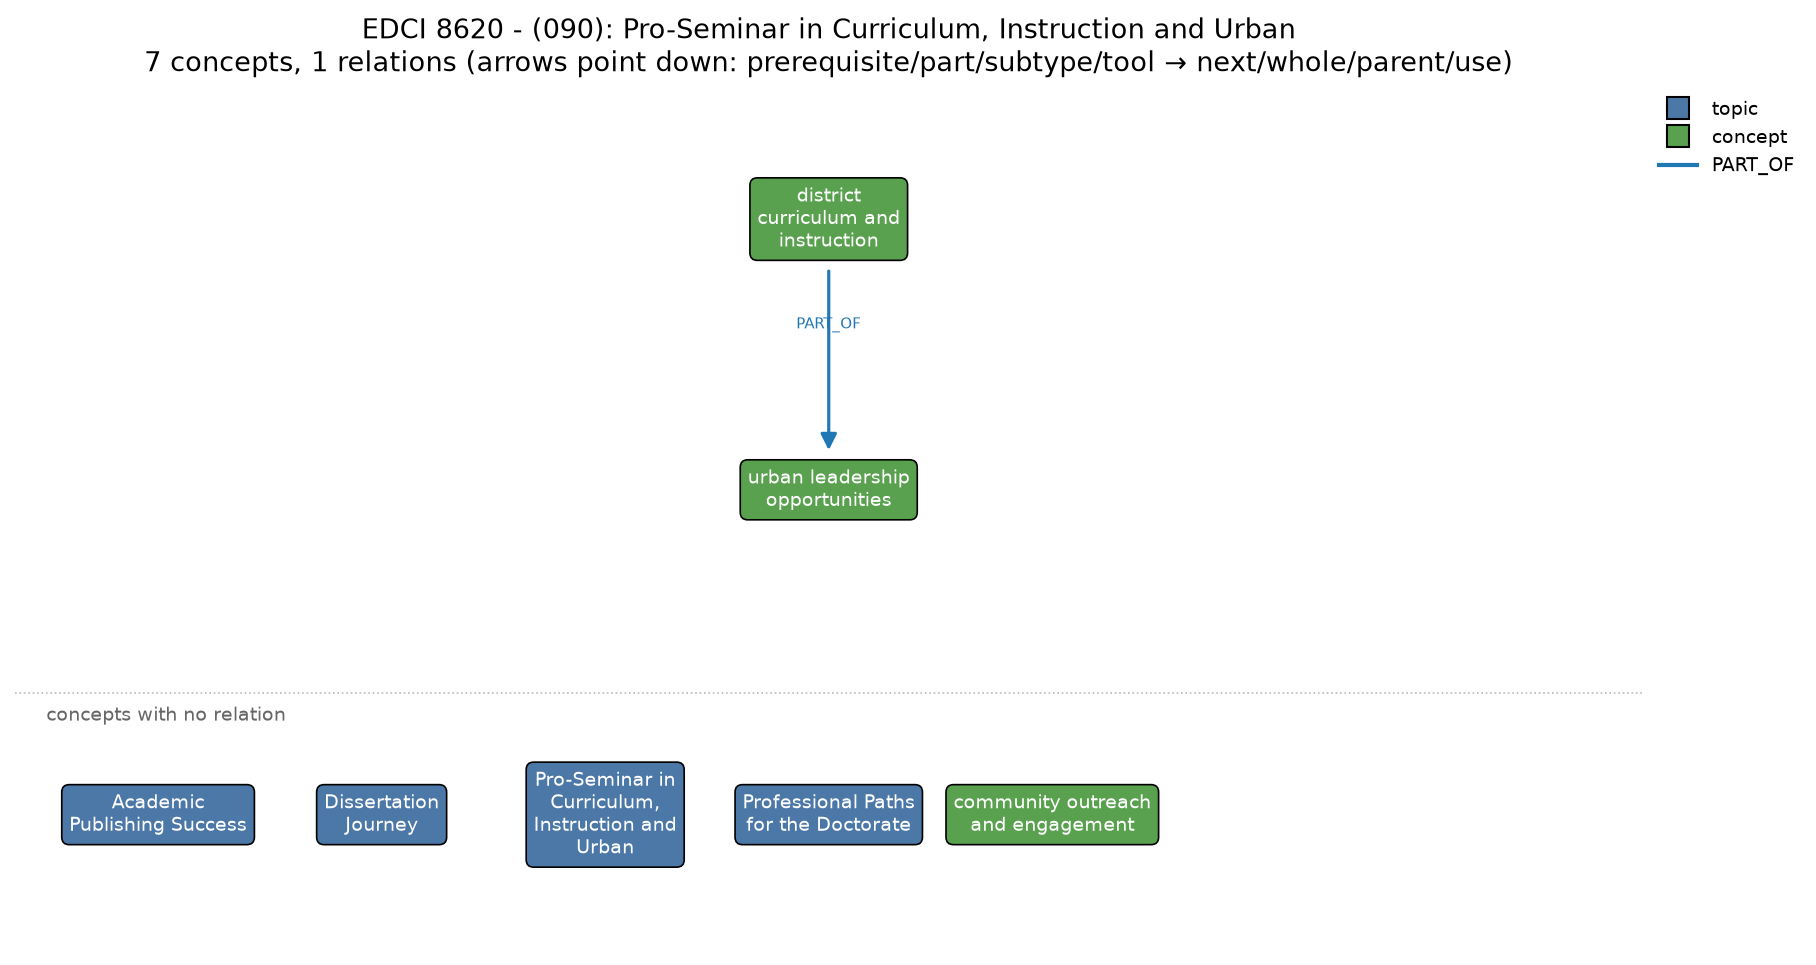 EDCI 8620 - (090): Pro-Seminar in Curriculum, Instruction and Urban
7 concepts, 1 relations (arrows point down: prerequisite/part/subtype/tool → next/whole/parent/use)
topic
concept
PART_OF
district
curriculum and
instruction
PART_OF
urban leadership
opportunities
concepts with no relation
Academic
Publishing Success
Dissertation
Journey
Pro-Seminar in
Curriculum,
Instruction and
Urban
Professional Paths
for the Doctorate
community outreach
and engagement